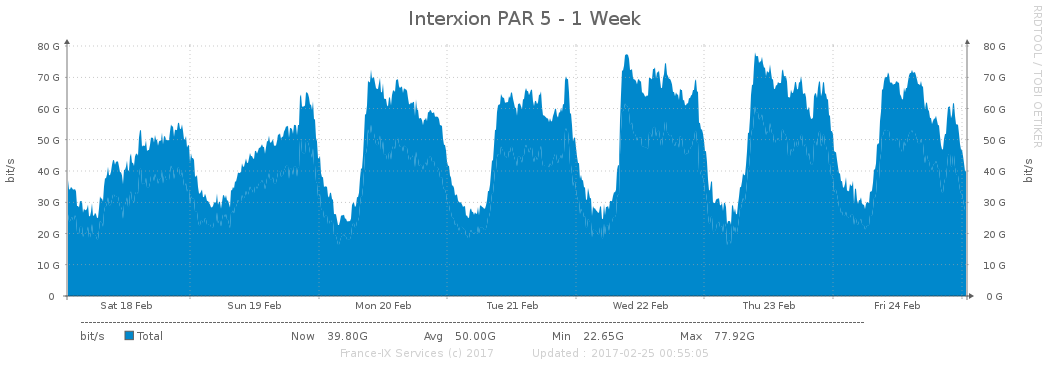 Interxion PAR 5 - 1 Week
RRDTOOL / TOBI OETIKER
80 G 80 G
70 G 70 G
60 G 60 G
50 G 50 G
40 G 40 G
30 G 30 G
20 G 20 G
10 G 10 G
0 0 G
bit/s bit/s
Sat 18 Feb Sun 19 Feb Mon 20 Feb Tue 21 Feb Wed 22 Feb Thu 23 Feb Fri 24 Feb
bit/s Total Now 39.80G Avg 50.00G Min 22.65G Max 77.92G
France-IX Services (c) 2017 Updated : 2017-02-25 00:55:05